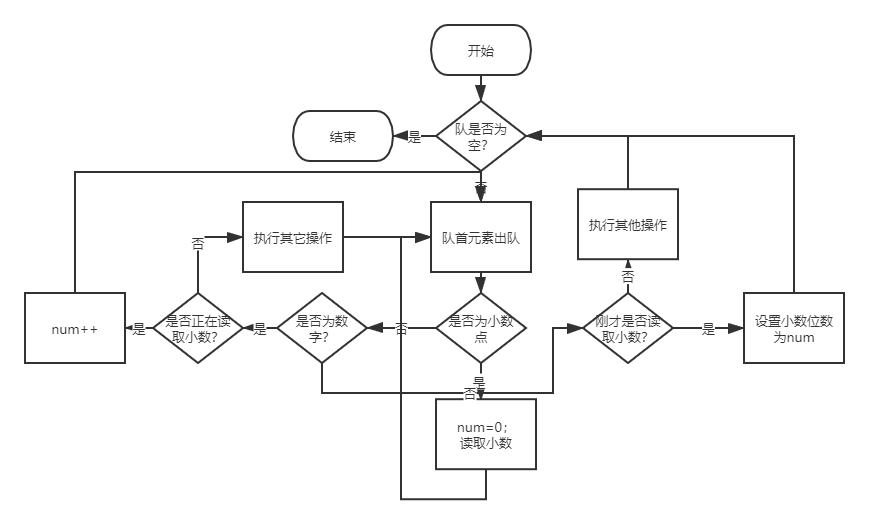 开始
队是否为
空?
是
结束
否
执行其它操作
队首元素出队
执行其他操作
否
否
num++
是
是否正在读
取小数?
是
是否为数
字?
否
是否为小数
点
刚才是否读
取小数?
是
设置小数位数
为num
是
否
num=0;
读取小数